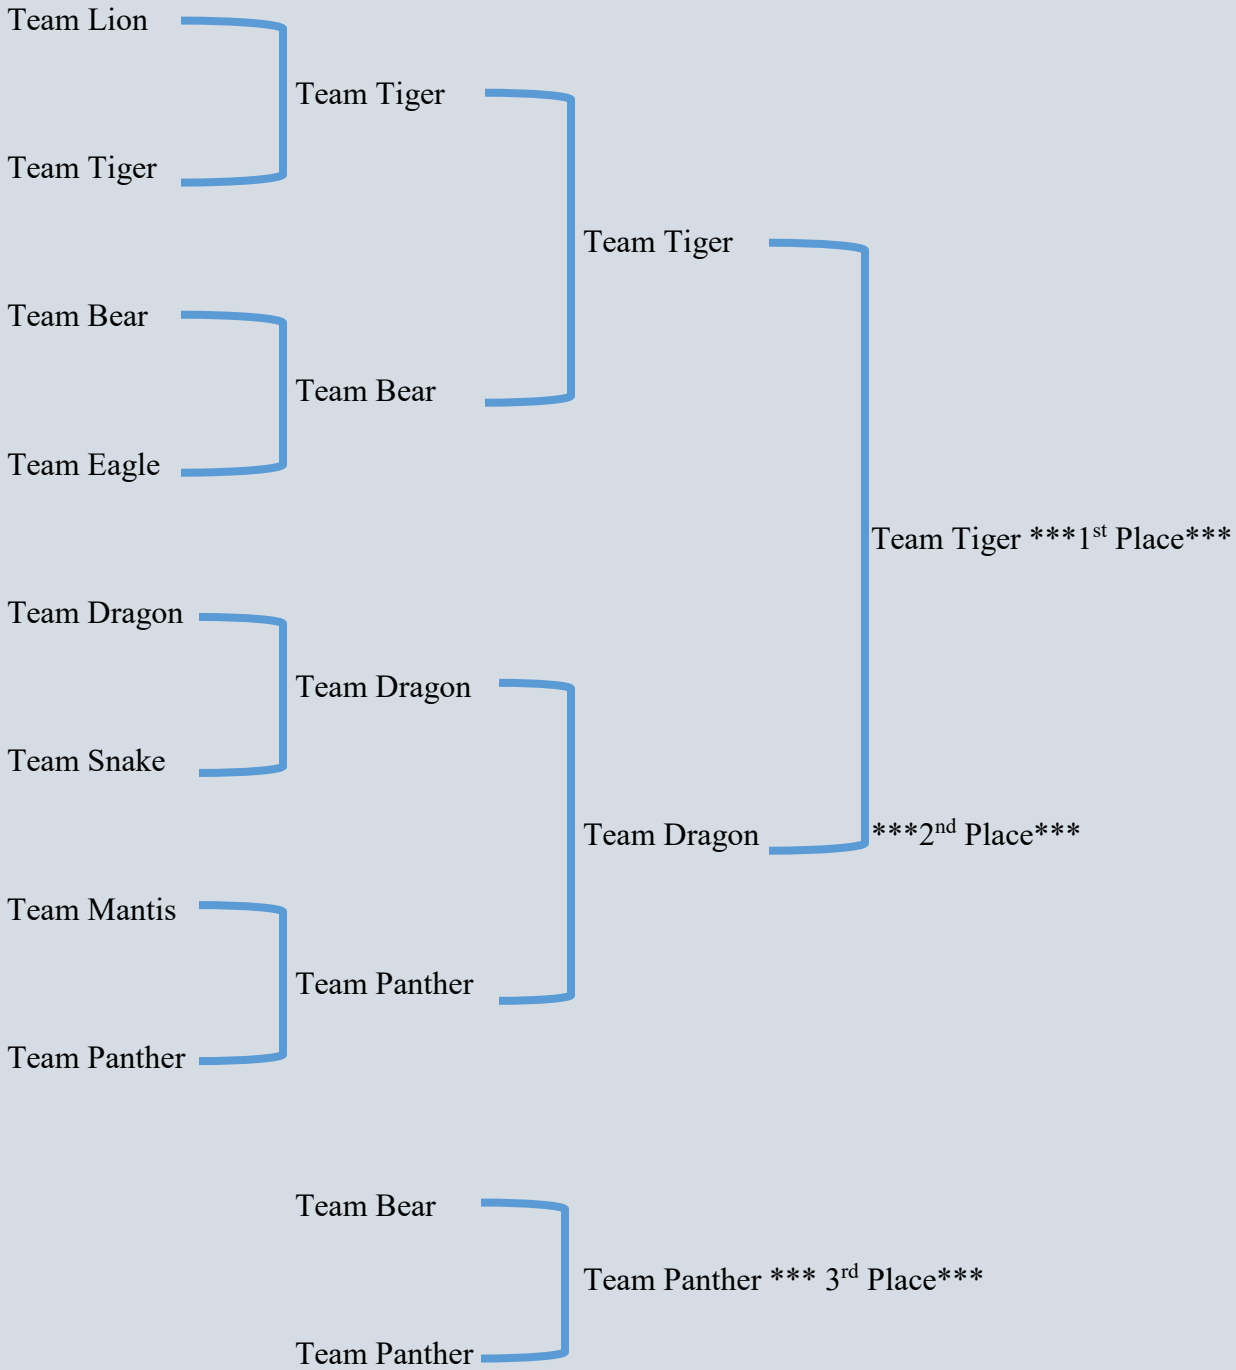 Team Lion
Team Tiger
Team Tiger
Team Tiger
Team Bear
Team Bear
Team Eagle
Team Tiger ***1st Place***
Team Dragon
Team Dragon
Team Snake
Team Dragon ***2nd Place***
Team Mantis
Team Panther
Team Panther
Team Bear
Team Panther *** 3rd Place***
Team Panther